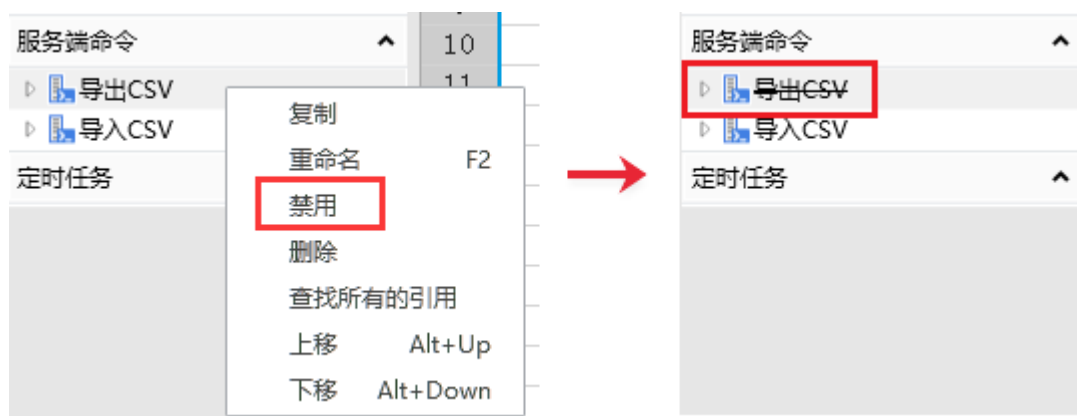 服务端命令
10
导出CSV
11
导入CSV
定时任务
复制
重命名 F2
禁用
删除
查找所有的引用
上移 Alt+Up
下移 Alt+Down
服务端命令
导出CSV
导入CSV
定时任务